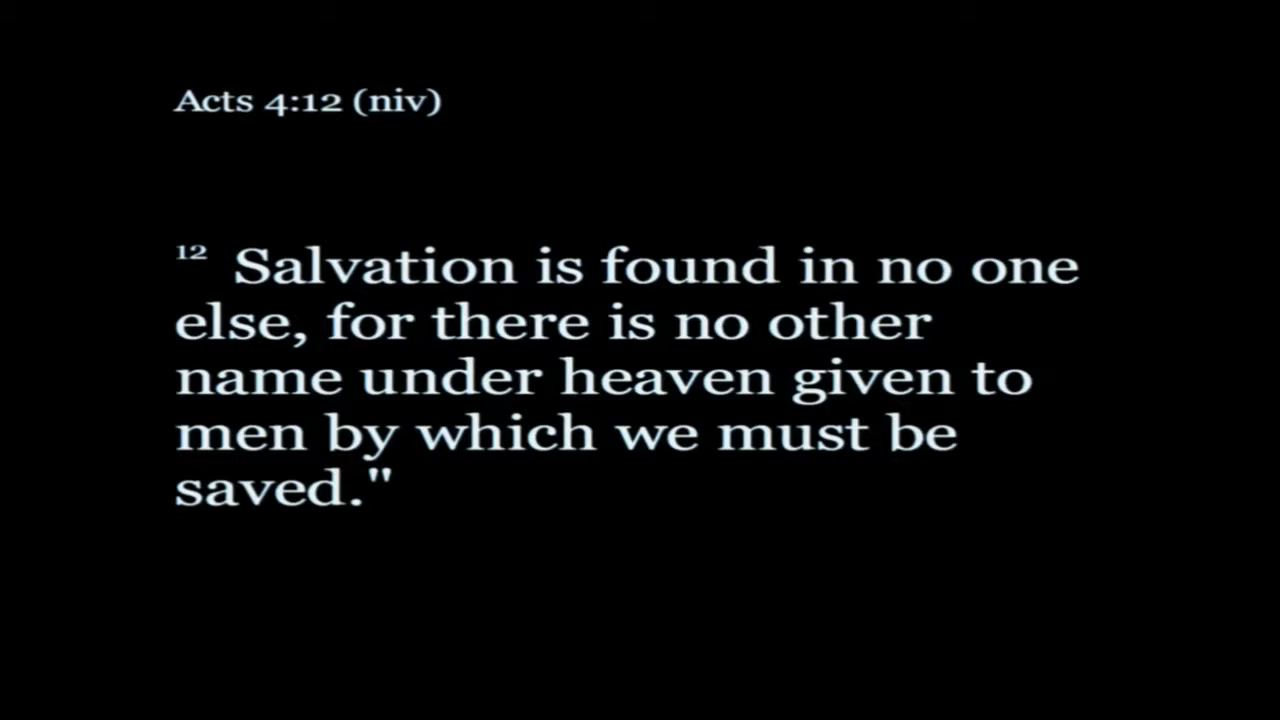 Acts 4:12 (niv)
12 Salvation is found in no one
else, for there is no other
name under heaven given to
men by which we must be
saved."